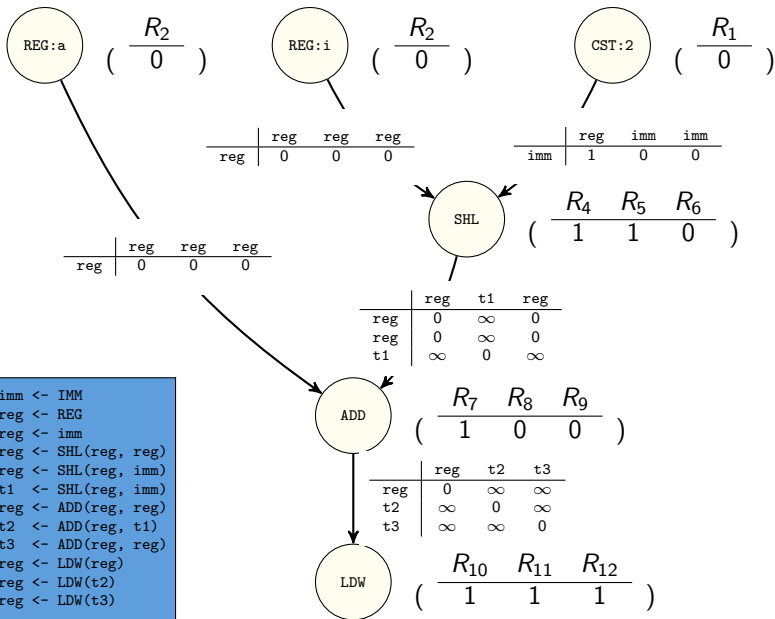 REG:a ( R2 0 )
REG:i ( R2 0 )
CST:2 ( R1 0 )
reg reg reg
reg 0 0 0
reg imm imm
imm 1 0 0
SHL ( R4 R5 R6
1 1 0 )
reg reg reg
reg 0 0 0
reg t1 reg
reg 0 ∞ 0
reg 0 ∞ 0
t1 ∞ 0 ∞
ADD ( R7 R8 R9
1 0 0 )
reg t2 t3
reg 0 ∞ ∞
t2 ∞ 0 ∞
t3 ∞ ∞ 0
LDW ( R10 R11 R12
1 1 1 )
imm <- IMM
reg <- REG
reg <- imm
reg <- SHL(reg, reg)
reg <- SHL(reg, imm)
t1 <- SHL(reg, imm)
reg <- ADD(reg, reg)
t2 <- ADD(reg, t1)
t3 <- ADD(reg, reg)
reg <- LDW(reg)
reg <- LDW(t2)
reg <- LDW(t3)